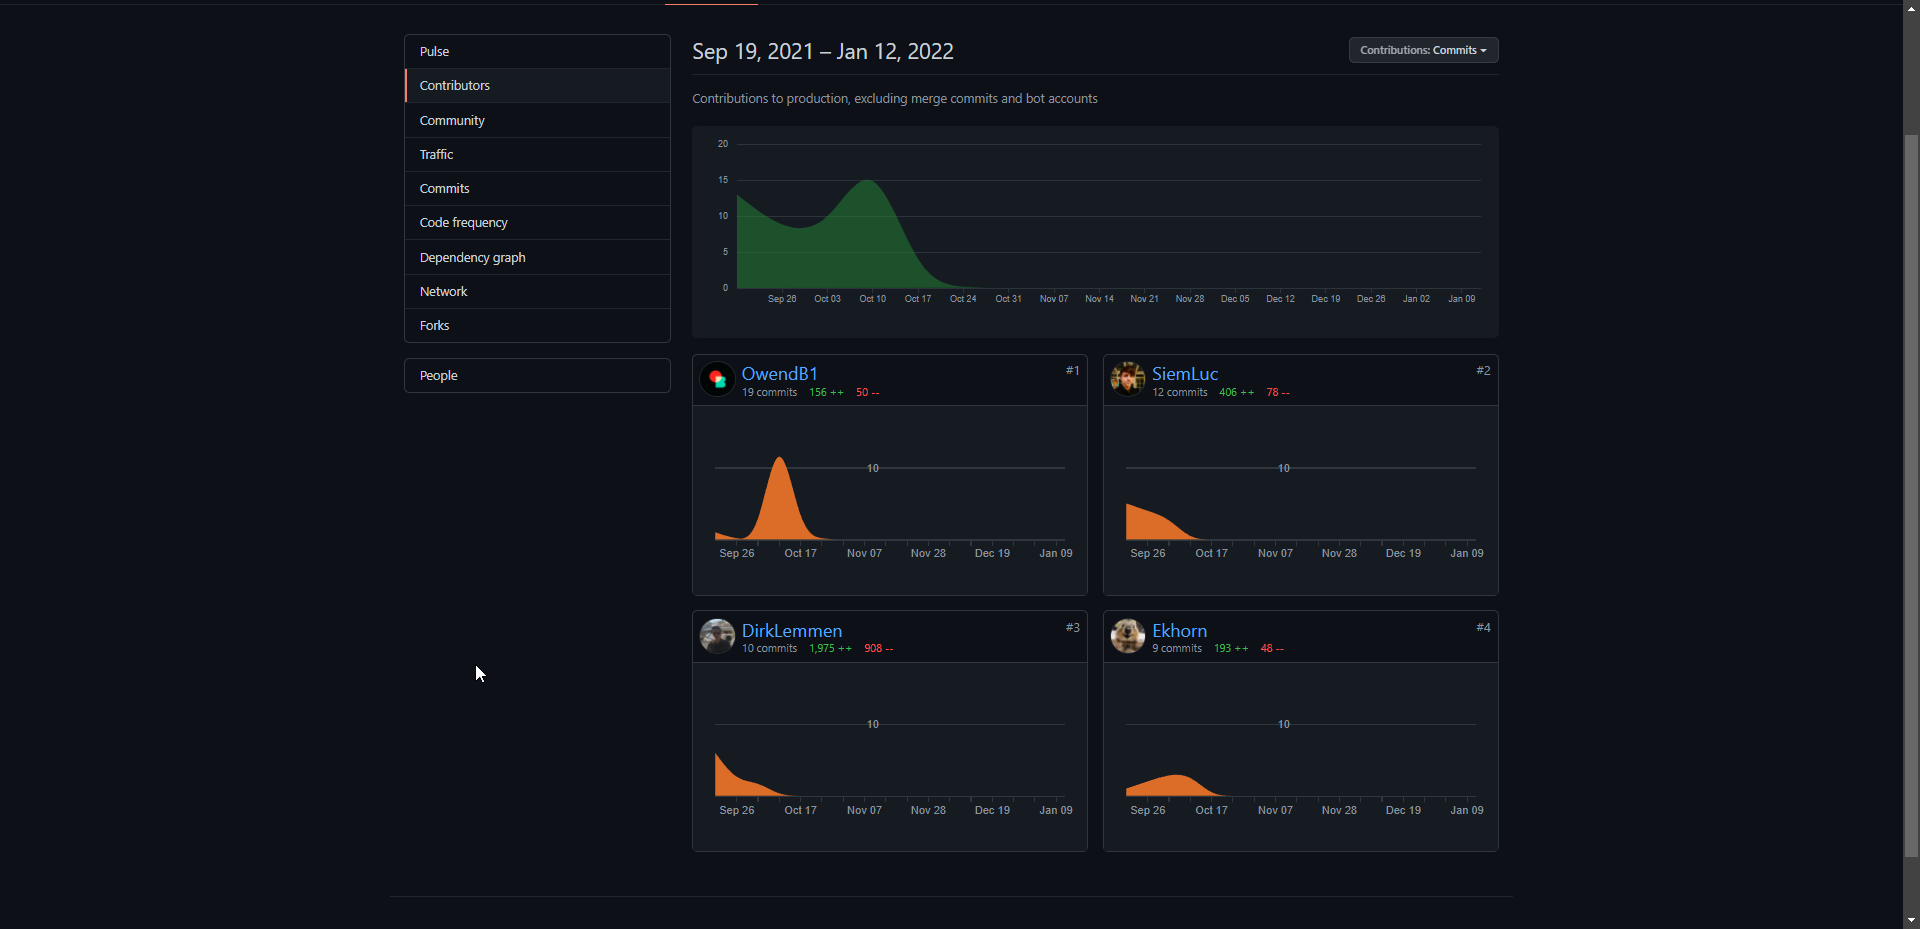 Pulse
Contributors
Community
Traffic
Commits
Code frequency
Dependency graph
Network
Forks
People
Sep 19, 2021 – Jan 12, 2022
Contributions: Commits
Contributions to production, excluding merge commits and bot accounts
20
15
10
5
0
Sep 26 Oct 03 Oct 10 Oct 17 Oct 24 Oct 31 Nov 07 Nov 14 Nov 21 Nov 28 Dec 05 Dec 12 Dec 19 Dec 26 Jan 02 Jan 09
OwendB1 #1
19 commits 156 ++ 50 --
10
Sep 26 Oct 17 Nov 07 Nov 28 Dec 19 Jan 09
SiemLuc #2
12 commits 406 ++ 78 --
10
Sep 26 Oct 17 Nov 07 Nov 28 Dec 19 Jan 09
DirkLemmen #3
10 commits 1,975 ++ 908 --
10
Sep 26 Oct 17 Nov 07 Nov 28 Dec 19 Jan 09
Ekhorn #4
9 commits 193 ++ 48 --
10
Sep 26 Oct 17 Nov 07 Nov 28 Dec 19 Jan 09